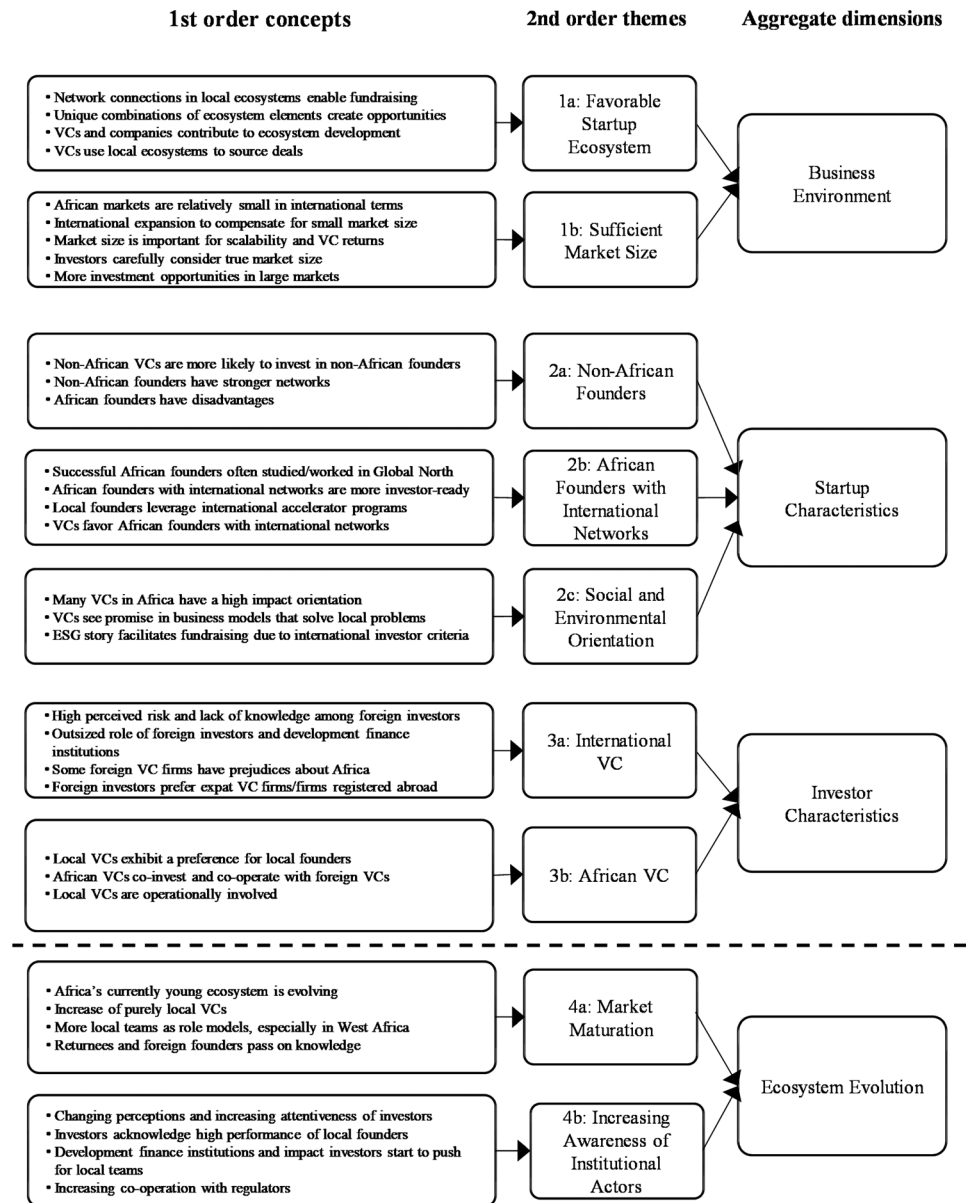 1st order concepts
2nd order themes
Aggregate dimensions
• Network connections in local ecosystems enable fundraising
• Unique combinations of ecosystem elements create opportunities
• VCs and companies contribute to ecosystem development
• VCs use local ecosystems to source deals
1a: Favorable
Startup
Ecosystem
• African markets are relatively small in international terms
• International expansion to compensate for small market size
• Market size is important for scalability and VC returns
• Investors carefully consider true market size
• More investment opportunities in large markets
1b: Sufficient
Market Size
Business
Environment
• Non-African VCs are more likely to invest in non-African founders
• Non-African founders have stronger networks
• African founders have disadvantages
2a: Non-African
Founders
• Successful African founders often studied/worked in Global North
• African founders with international networks are more investor-ready
• Local founders leverage international accelerator programs
• VCs favor African founders with international networks
2b: African
Founders with
International
Networks
• Many VCs in Africa have a high impact orientation
• VCs see promise in business models that solve local problems
• ESG story facilitates fundraising due to international investor criteria
2c: Social and
Environmental
Orientation
Startup
Characteristics
• High perceived risk and lack of knowledge among foreign investors
• Outsized role of foreign investors and development finance
institutions
• Some foreign VC firms have prejudices about Africa
• Foreign investors prefer expat VC firms/firms registered abroad
3a: International
VC
• Local VCs exhibit a preference for local founders
• African VCs co-invest and co-operate with foreign VCs
• Local VCs are operationally involved
3b: African VC
Investor
Characteristics
• Africa's currently young ecosystem is evolving
• Increase of purely local VCs
• More local teams as role models, especially in West Africa
• Returnees and foreign founders pass on knowledge
4a: Market
Maturation
• Changing perceptions and increasing attentiveness of investors
• Investors acknowledge high performance of local founders
• Development finance institutions and impact investors start to push
for local teams
• Increasing co-operation with regulators
4b: Increasing
Awareness of
Institutional
Actors
Ecosystem Evolution